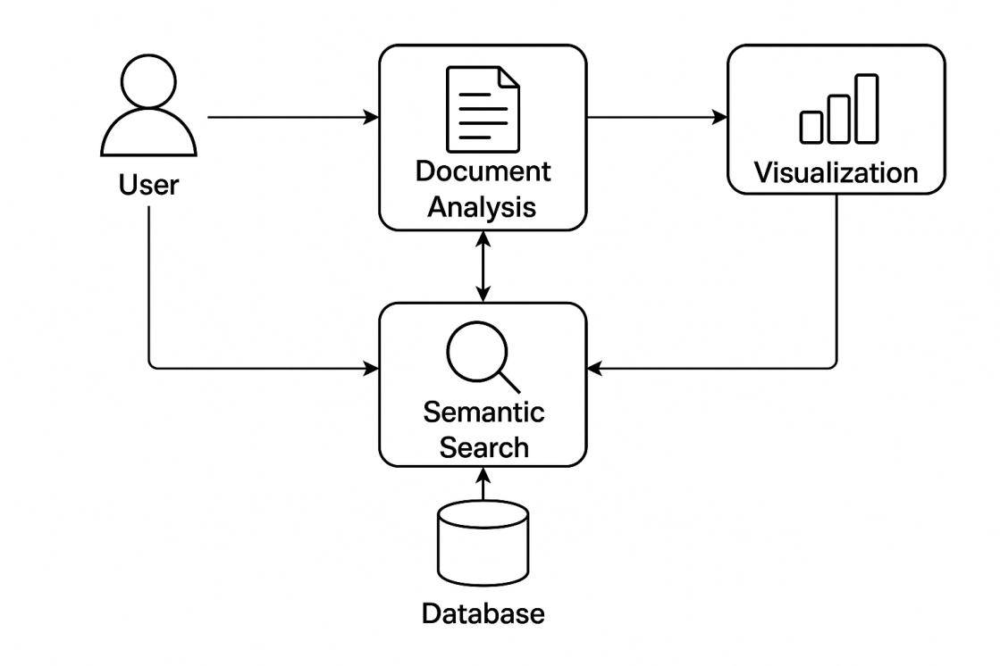 User
Document
Analysis
Visualization
Semantic
Search
Database